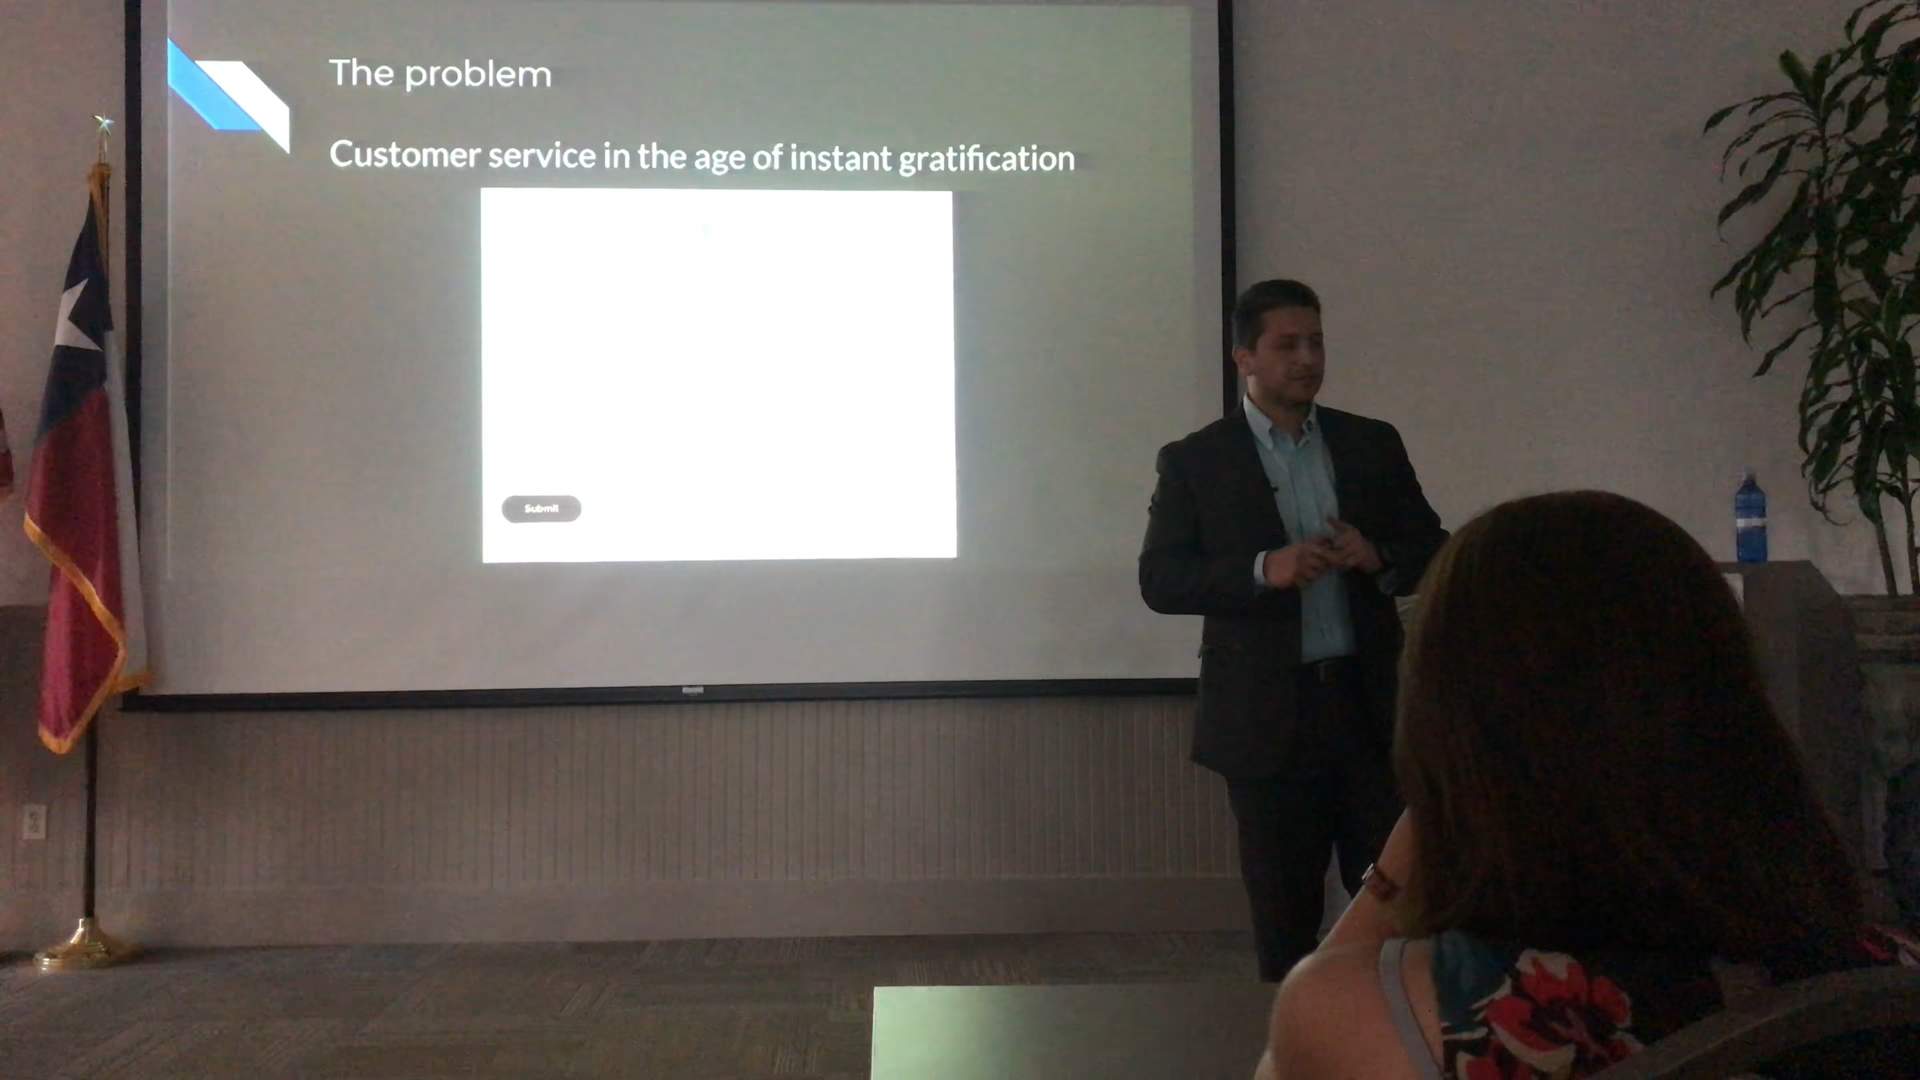 The problem
Customer service in the age of instant gratification
Submit